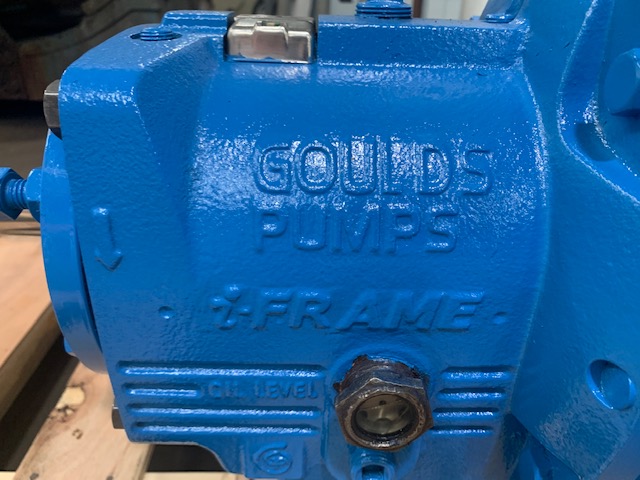 GOULDS
PUMPS
i-FRAME
OIL LEVEL